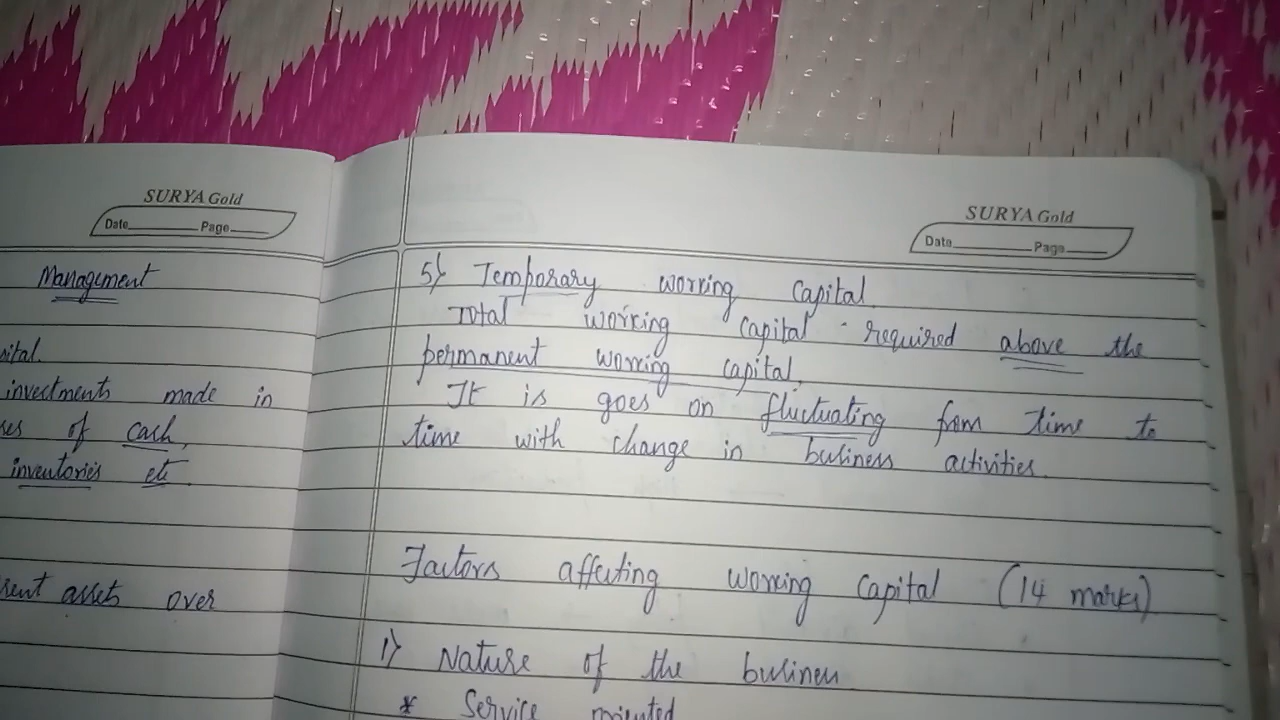 SURYA Gold
Date Page
Management
investments made in
of cash,
inventories etc
assets over
SURYA Gold
Date Page
5) Temporary working capital
Total working capital required above the
permanent working capital.
It is goes on fluctuating from time to
time with change in business activities.
Factors affecting working capital (14 marks)
1) Nature of the business
* Service oriented